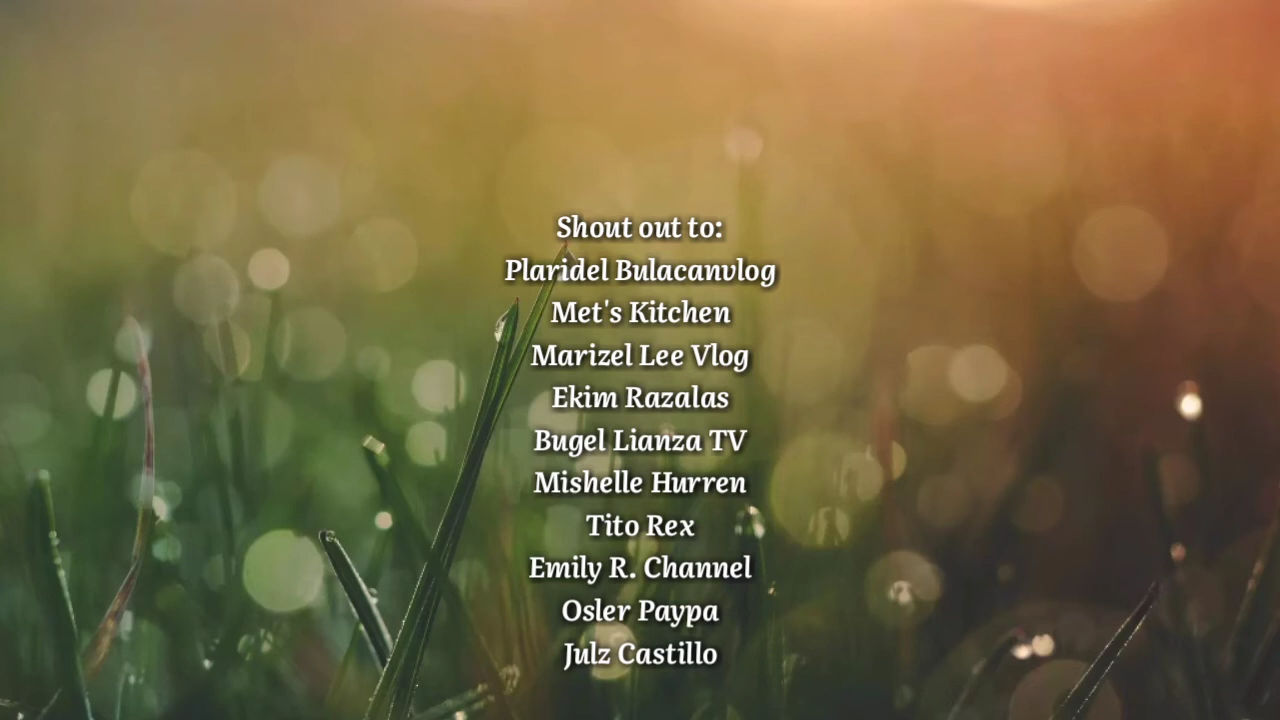 Shout out to:
Plaridel Bulacanvlog
Met's Kitchen
Marizel Lee Vlog
Ekim Razalas
Bugel Lianza TV
Mishelle Hurren
Tito Rex
Emily R. Channel
Osler Paypa
Julz Castillo